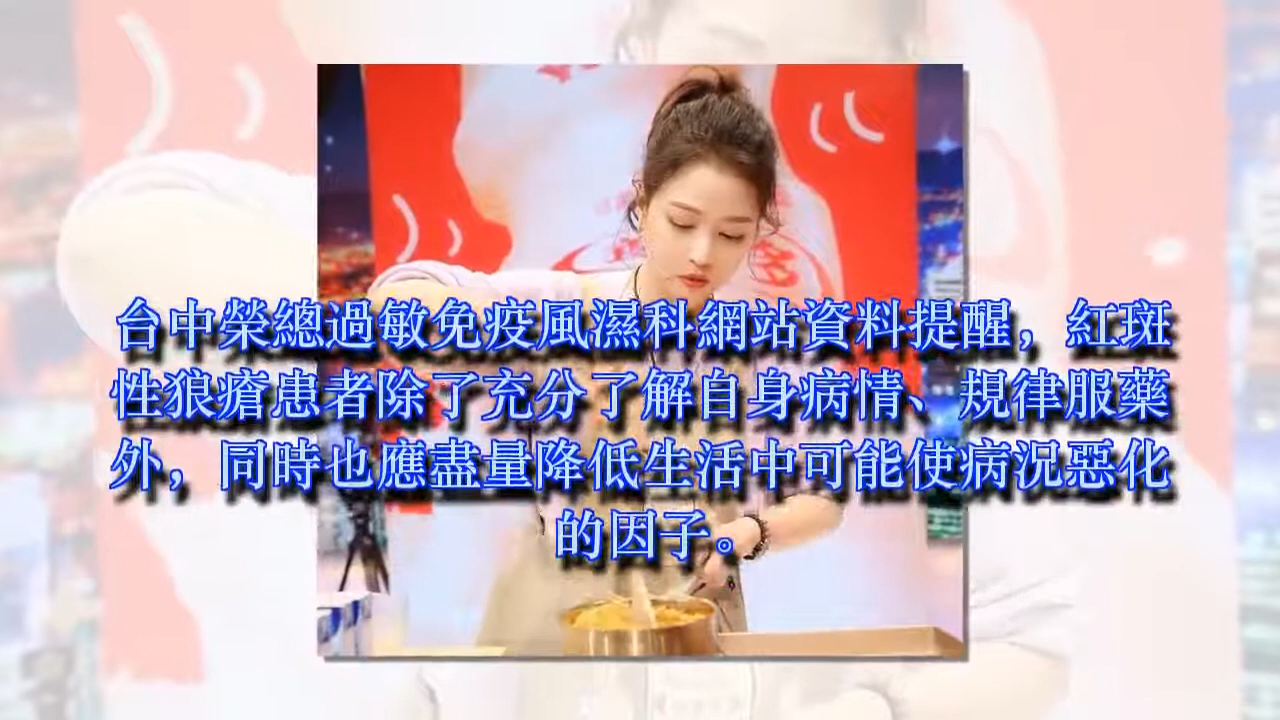 台中榮總過敏免疫風濕科網站資料提醒，紅斑
性狼瘡患者除了充分了解自身病情、規律服藥
外，同時也應盡量降低生活中可能使病況惡化
的因子。